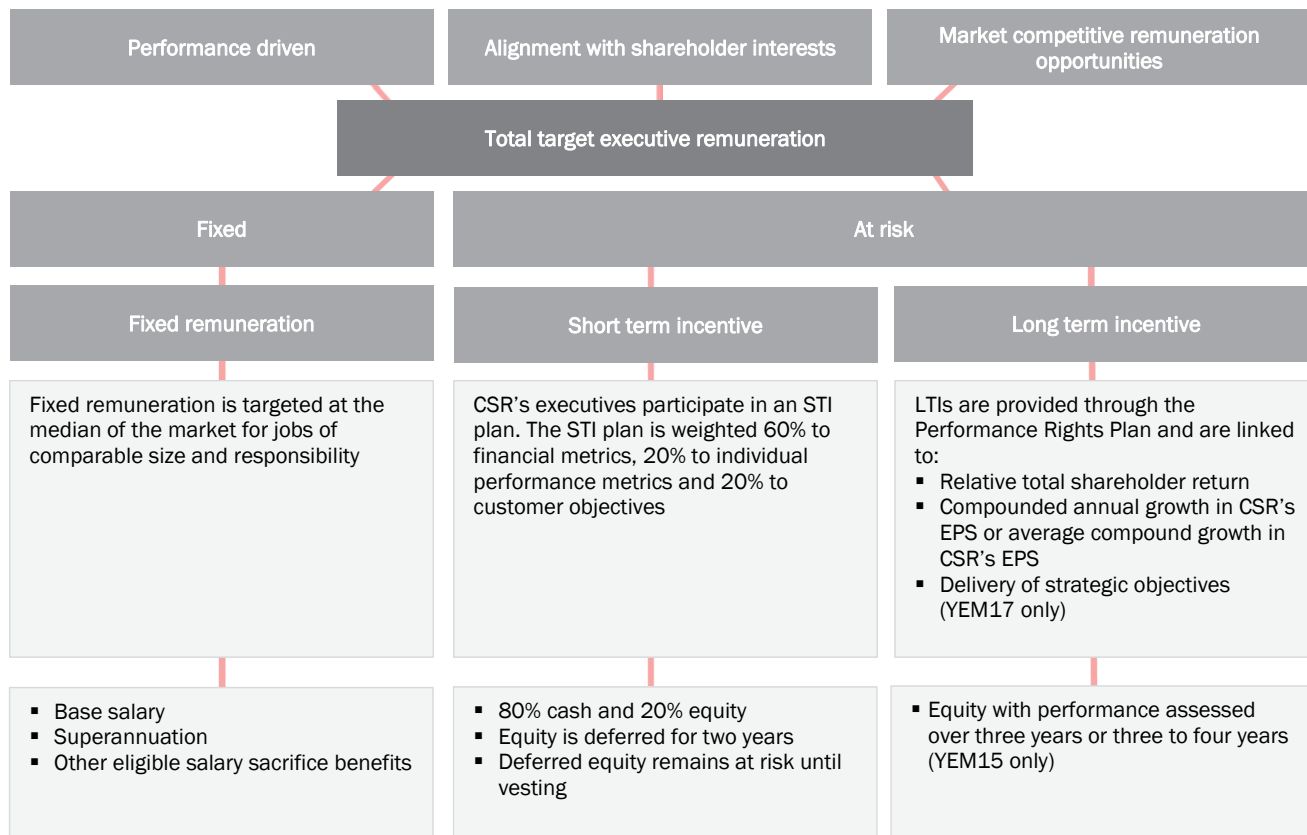 Performance driven
Alignment with shareholder interests
Market competitive remuneration
opportunities
Total target executive remuneration
Fixed
At risk
Fixed remuneration
Short term incentive
Long term incentive
Fixed remuneration is targeted at the
median of the market for jobs of
comparable size and responsibility
CSR's executives participate in an STI
plan. The STI plan is weighted 60% to
financial metrics, 20% to individual
performance metrics and 20% to
customer objectives
LTIs are provided through the
Performance Rights Plan and are linked
to:
▪ Relative total shareholder return
▪ Compounded annual growth in CSR's
EPS or average compound growth in
CSR's EPS
▪ Delivery of strategic objectives
(YEM17 only)
▪ Base salary
▪ Superannuation
▪ Other eligible salary sacrifice benefits
▪ 80% cash and 20% equity
▪ Equity is deferred for two years
▪ Deferred equity remains at risk until
vesting
▪ Equity with performance assessed
over three years or three to four years
(YEM15 only)